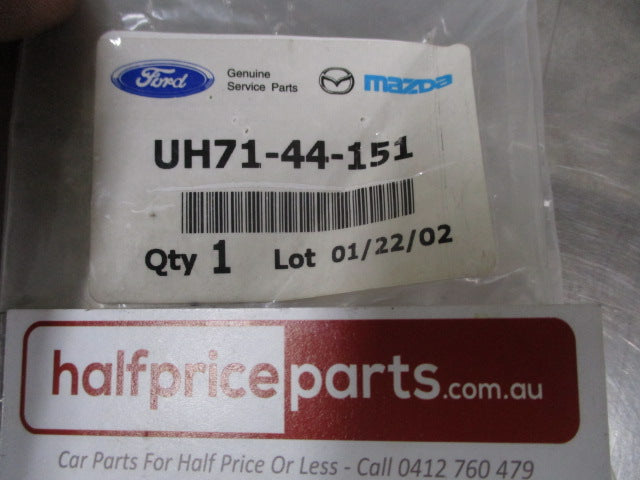 Ford Genuine Service Parts mazda
UH71-44-151
Qty 1 Lot 01/22/02
halfpriceparts.com.au
Car Parts For Half Price Or Less - Call 0412 760 479